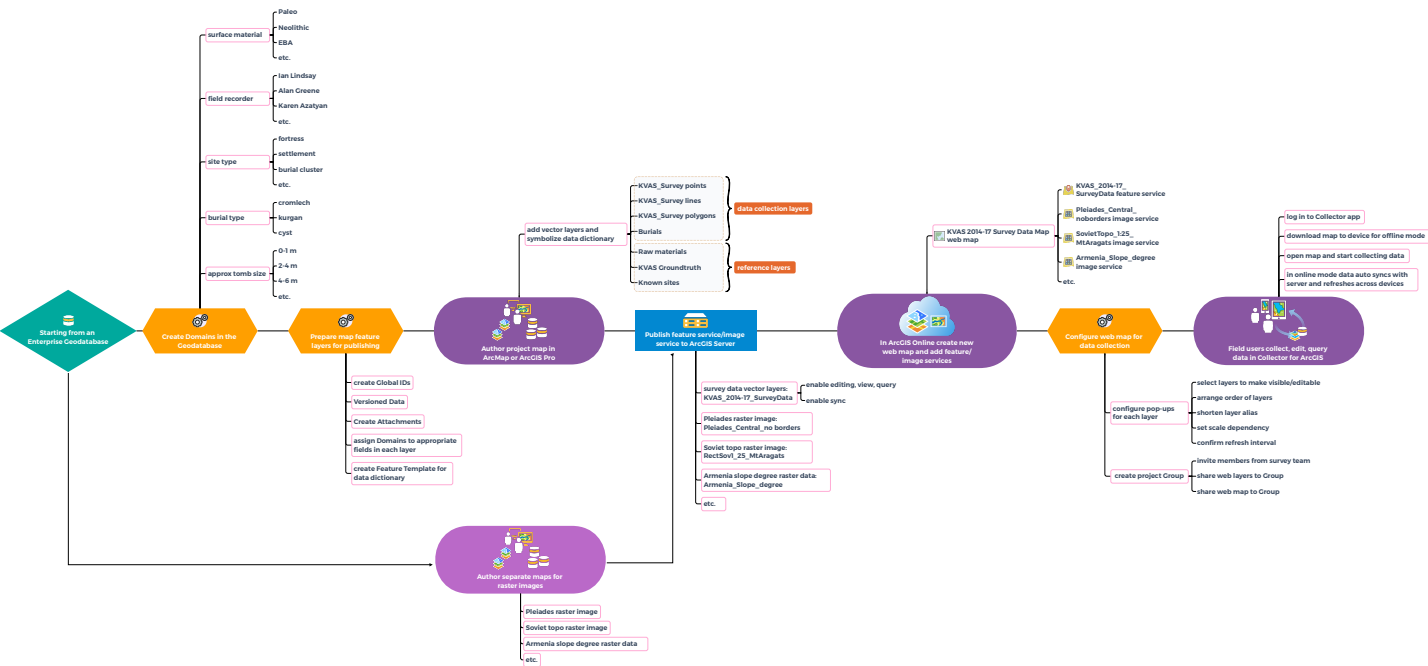 Paleo
surface material
Neolithic
EBA
etc.
Ian Lindsay
field recorder
Alan Greene
Karen Azatyan
etc.
fortress
site type
settlement
burial cluster
etc.
cromlech
burial type
kurgan
cyst
0-1 m
approx tomb size
2-4 m
4-6 m
etc.
Starting from an
Enterprise Geodatabase
Create Domains in the
Geodatabase
Prepare map feature
layers for publishing
create Global IDs
Versioned Data
Create Attachments
assign Domains to appropriate
fields in each layer
create Feature Template for
data dictionary
Author project map in
ArcMap or ArcGIS Pro
add vector layers and
symbolize data dictionary
KVAS_Survey points
KVAS_Survey lines
KVAS_Survey polygons
Burials
data collection layers
Raw materials
KVAS Groundtruth
Known sites
reference layers
Author separate maps for
raster images
Pleiades raster image
Soviet topo raster image
Armenia slope degree raster data
etc.
Publish feature service/image
service to ArcGIS Server
survey data vector layers:
KVAS_2014-17_SurveyData
enable editing, view, query
enable sync
Pleiades raster image:
Pleiades_Central_no borders
Soviet topo raster image:
RectSov1_25_MtAragats
Armenia slope degree raster data:
Armenia_Slope_degree
etc.
In ArcGIS Online create new
web map and add feature/
image services
KVAS 2014-17 Survey Data Map
web map
KVAS_2014-17_
SurveyData feature service
Pleiades_Central_
noborders image service
SovietTopo_1:25_
MtAragats image service
Armenia_Slope_degree
image service
etc.
Configure web map for
data collection
configure pop-ups
for each layer
select layers to make visible/editable
arrange order of layers
shorten layer alias
set scale dependency
confirm refresh interval
create project Group
invite members from survey team
share web layers to Group
share web map to Group
Field users collect, edit, query
data in Collector for ArcGIS
log in to Collector app
download map to device for offline mode
open map and start collecting data
in online mode data auto syncs with
server and refreshes across devices